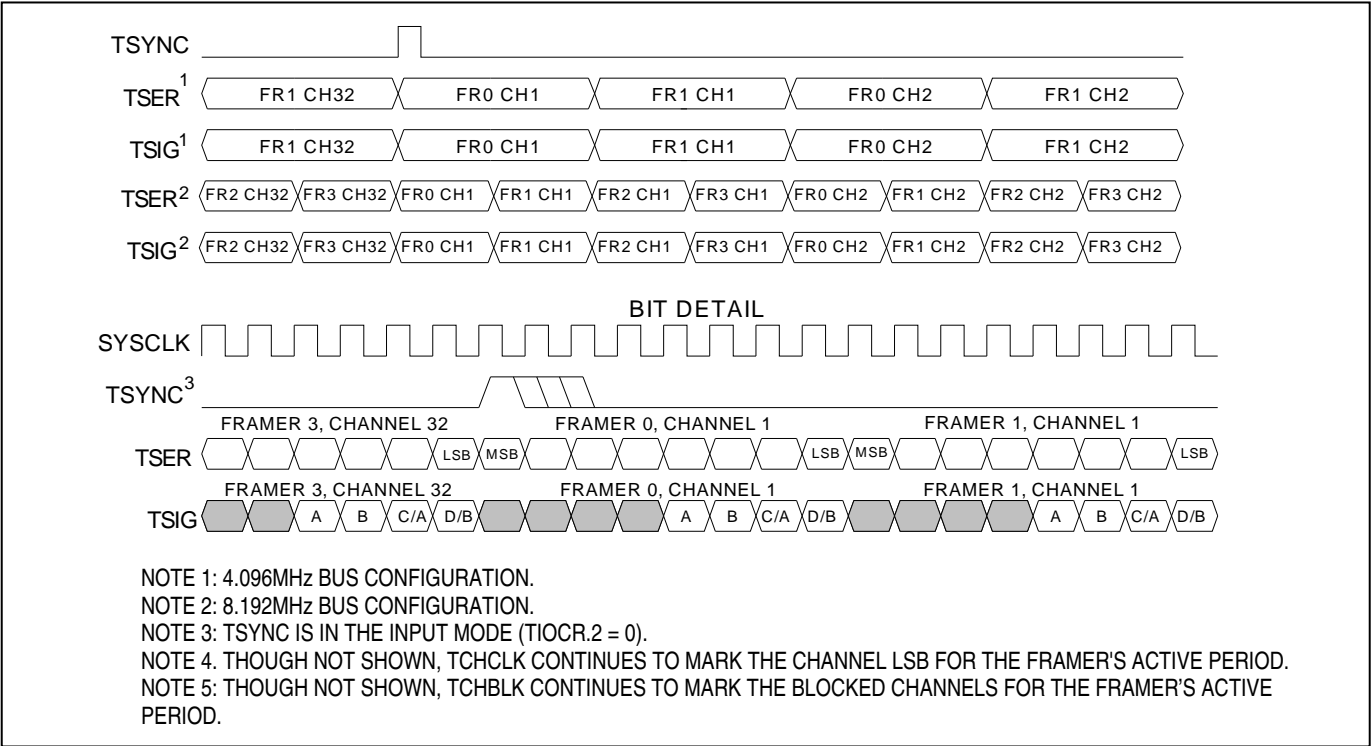 TSYNC
TSER1 FR1 CH32 FR0 CH1 FR1 CH1 FR0 CH2 FR1 CH2
TSIG1 FR1 CH32 FR0 CH1 FR1 CH1 FR0 CH2 FR1 CH2
TSER2 FR2 CH32 FR3 CH32 FR0 CH1 FR1 CH1 FR2 CH1 FR3 CH1 FR0 CH2 FR1 CH2 FR2 CH2 FR3 CH2
TSIG2 FR2 CH32 FR3 CH32 FR0 CH1 FR1 CH1 FR2 CH1 FR3 CH1 FR0 CH2 FR1 CH2 FR2 CH2 FR3 CH2
BIT DETAIL
SYSCLK
TSYNC3
FRAMER 3, CHANNEL 32 FRAMER 0, CHANNEL 1 FRAMER 1, CHANNEL 1
TSER LSB MSB LSB MSB LSB
FRAMER 3, CHANNEL 32 FRAMER 0, CHANNEL 1 FRAMER 1, CHANNEL 1
TSIG A B C/A D/B A B C/A D/B A B C/A D/B
NOTE 1: 4.096MHz BUS CONFIGURATION.
NOTE 2: 8.192MHz BUS CONFIGURATION.
NOTE 3: TSYNC IS IN THE INPUT MODE (TIOCR.2 = 0).
NOTE 4. THOUGH NOT SHOWN, TCHCLK CONTINUES TO MARK THE CHANNEL LSB FOR THE FRAMER'S ACTIVE PERIOD.
NOTE 5: THOUGH NOT SHOWN, TCHBLK CONTINUES TO MARK THE BLOCKED CHANNELS FOR THE FRAMER'S ACTIVE
PERIOD.